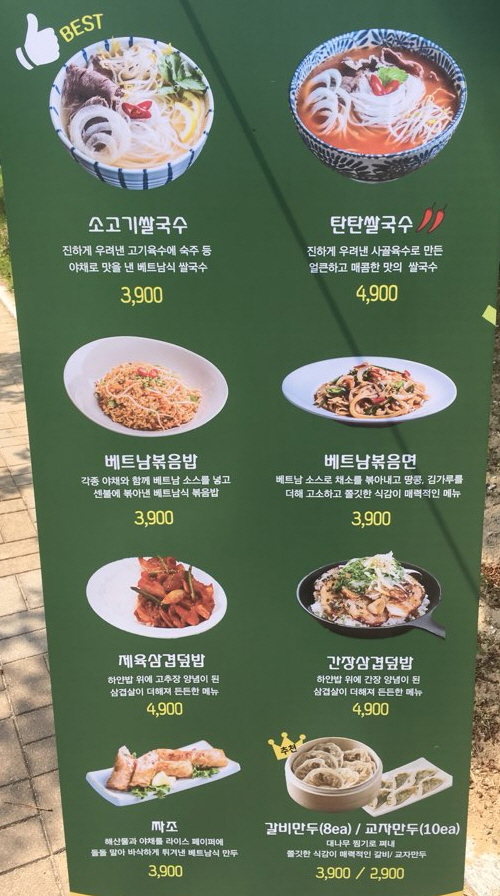 BEST
소고기쌀국수
진하게 우려낸 고기육수에 숙주 등
야채로 맛을 낸 베트남식 쌀국수
3,900
탄탄쌀국수
진하게 우려낸 사골육수로 만든
얼큰하고 매콤한 맛의 쌀국수
4,900
베트남볶음밥
각종 야채와 함께 베트남 소스를 넣고
센불에 볶아낸 베트남식 볶음밥
3,900
베트남볶음면
베트남 소스로 채소를 볶아내고 땅콩, 김가루를
더해 고소하고 쫄깃한 식감이 매력적인 메뉴
3,900
제육삼겹덮밥
하얀밥 위에 고추장 양념이 된
삼겹살이 더해져 든든한 메뉴
4,900
간장삼겹덮밥
하얀밥 위에 간장 양념이 된
삼겹살이 더해져 든든한 메뉴
4,900
짜조
해산물과 야채를 라이스 페이퍼에
돌돌 말아 바삭하게 튀겨낸 베트남식 만두
3,900
추천
갈비만두(8ea) / 교자만두(10ea)
대나무 찜기로 쪄내
쫄깃한 식감이 매력적인 갈비/ 교자만두
3,900 / 2,900